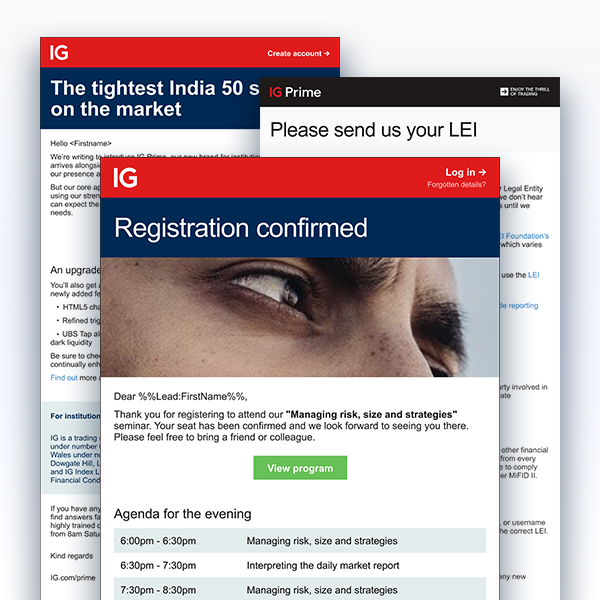 IG
Create account →
The tightest India 50 s
on the market
Hello <Firstname>
We're writing to introduce IG Prime, our new brand for institution
arrives alongsi
our presence a
But our core ap
using our stren
can expect the
needs.
An upgrade
You'll also get a
newly added fe
• HTML5 cha
• Refined trig
• UBS Tap al
dark liquidity
Be sure to chec
continually enh
Find out more a
For institution
IG is a trading n
under number
Wales under n
Dowgate Hill, L
and IG Index L
Financial Cond
If you have any
find answers fa
highly trained c
from 8am Satu
Kind regards
IG.com/prime
IG Prime
ENJOY THE THRILL
OF TRADING
Please send us your LEI
r Legal Entity
we don't hear
s until we
EI Foundation's
which varies
use the LEI
de reporting
arty involved in
ate
other financial
from every
e to comply
er MiFID II.
, or username
he correct LEI.
any new
IG
Log in →
Forgotten details?
Registration confirmed
Dear %%Lead:FirstName%%,
Thank you for registering to attend our "Managing risk, size and strategies"
seminar. Your seat has been confirmed and we look forward to seeing you there.
Please feel free to bring a friend or colleague.
View program
Agenda for the evening
6:00pm - 6:30pm Managing risk, size and strategies
6:30pm - 7:30pm Interpreting the daily market report
7:30pm - 8:30pm Managing risk, size and strategies